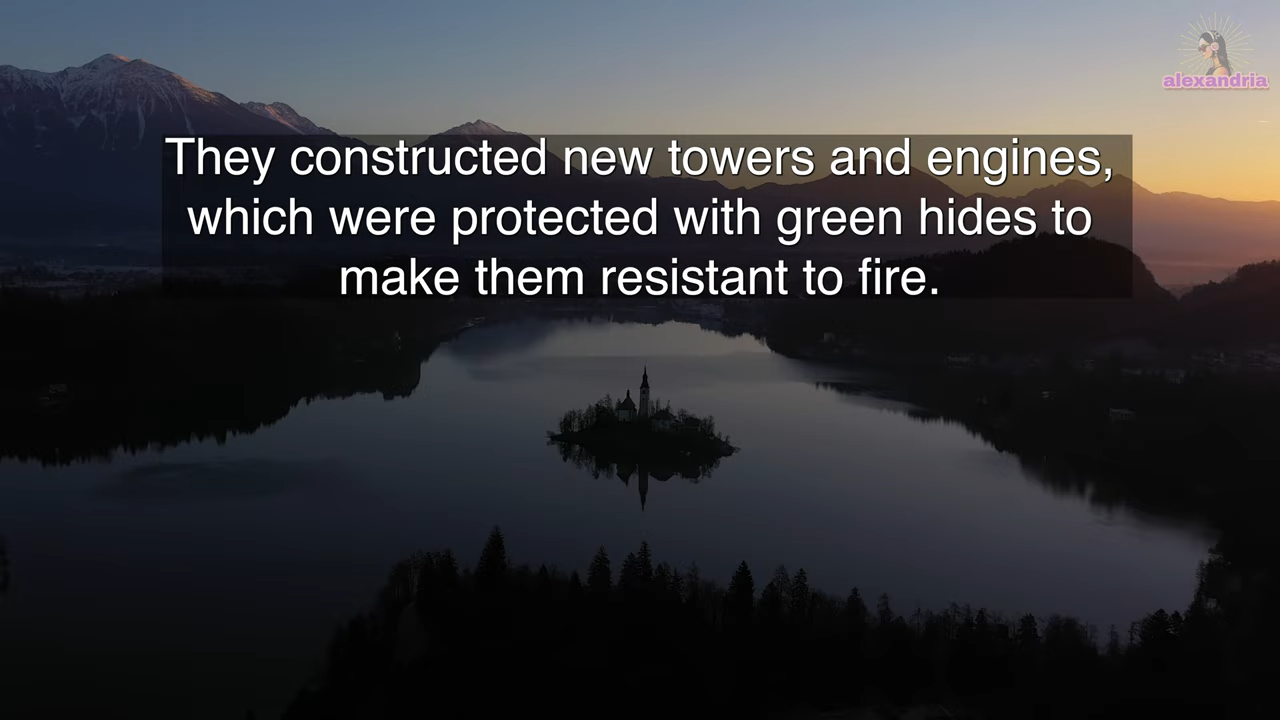 alexandria
They constructed new towers and engines,
which were protected with green hides to
make them resistant to fire.